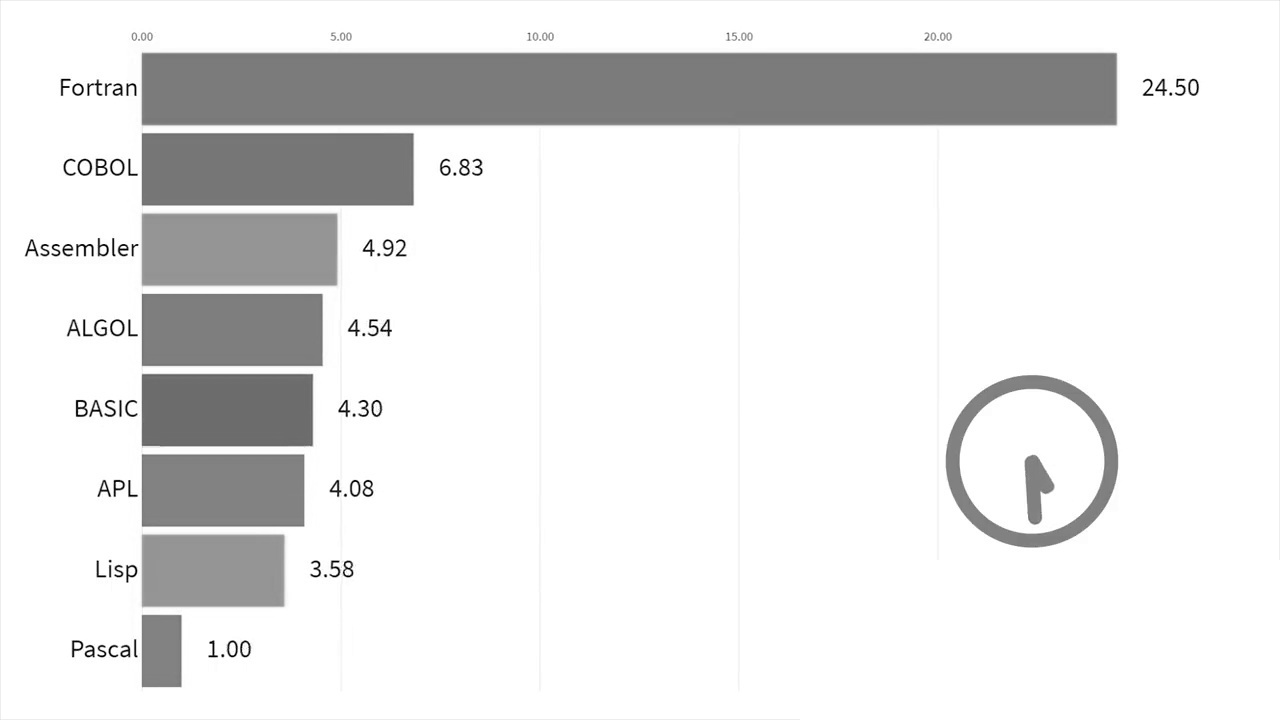 0.00 5.00 10.00 15.00 20.00
Fortran 24.50
COBOL 6.83
Assembler 4.92
ALGOL 4.54
BASIC 4.30
APL 4.08
Lisp 3.58
Pascal 1.00